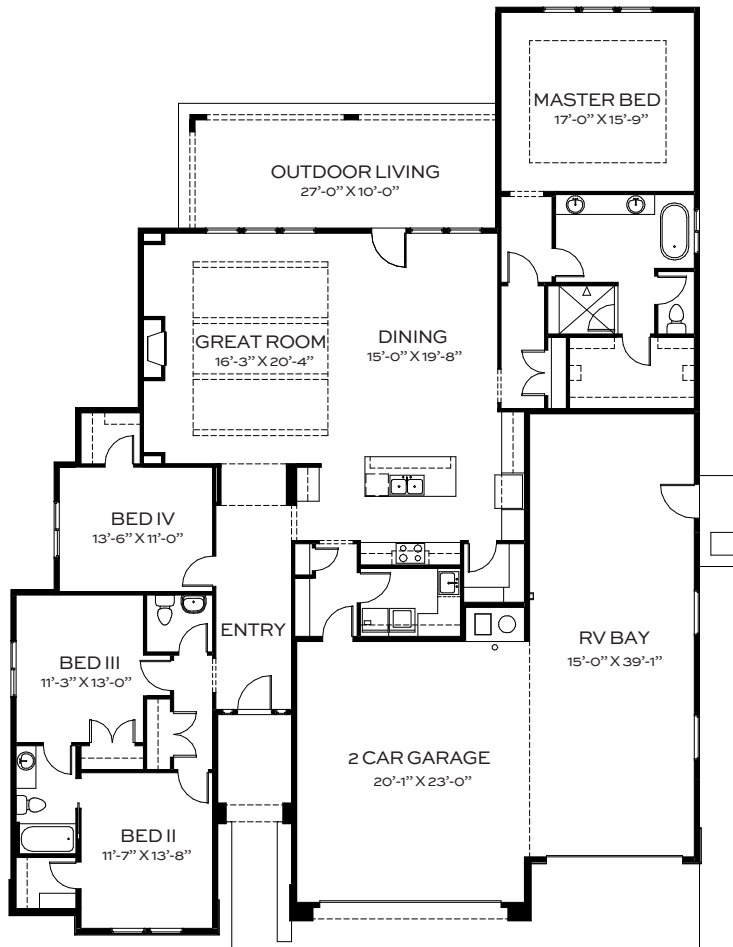 MASTER BED
17'-0" X 15'-9"
OUTDOOR LIVING
27'-0" X 10'-0"
GREAT ROOM
16'-3" X 20'-4"
DINING
15'-0" X 19'-8"
BED IV
13'-6" X 11'-0"
ENTRY
RV BAY
15'-0" X 39'-1"
BED III
11'-3" X 13'-0"
2 CAR GARAGE
20'-1" X 23'-0"
BED II
11'-7" X 13'-8"